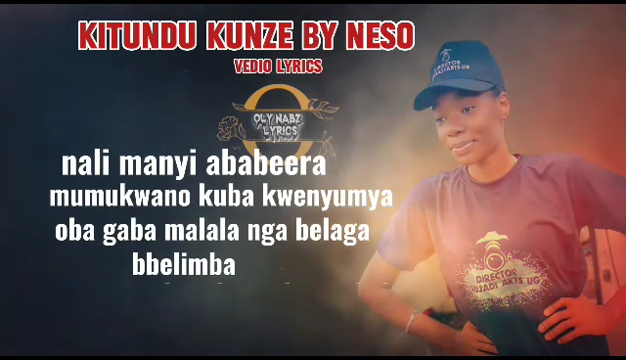 KITUNDU KUNZE BY NESO
VEDIO LYRICS
OLY NABZ
LYRICS
nali manyi ababeera
mumukwano kuba kwenyumya
oba gaba malala nga belaga
bbelimba
DIRECTOR
DIRECTOR
ARTS UG